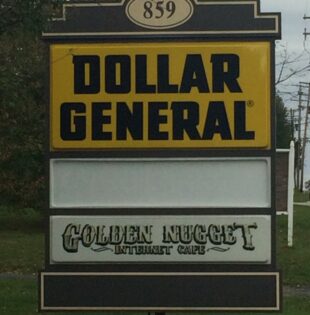 859
DOLLAR
GENERAL®
GOLDEN NUGGET
INTERNET CAFE